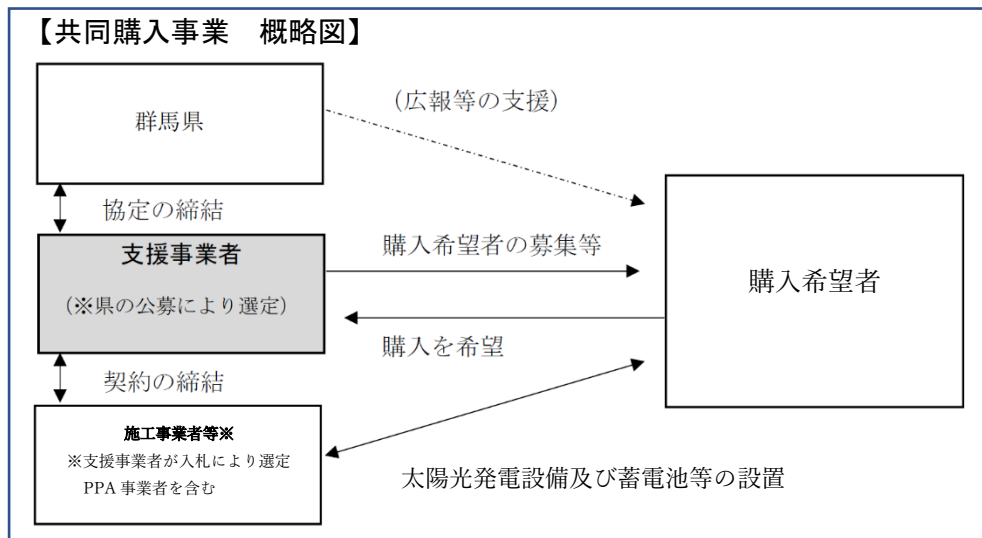 【共同購入事業　概略図】
群馬県
（広報等の支援）
協定の締結
支援事業者
（※県の公募により選定）
購入希望者の募集等
購入希望者
購入を希望
契約の締結
施工事業者等※
※支援事業者が入札により選定
PPA 事業者を含む
太陽光発電設備及び蓄電池等の設置